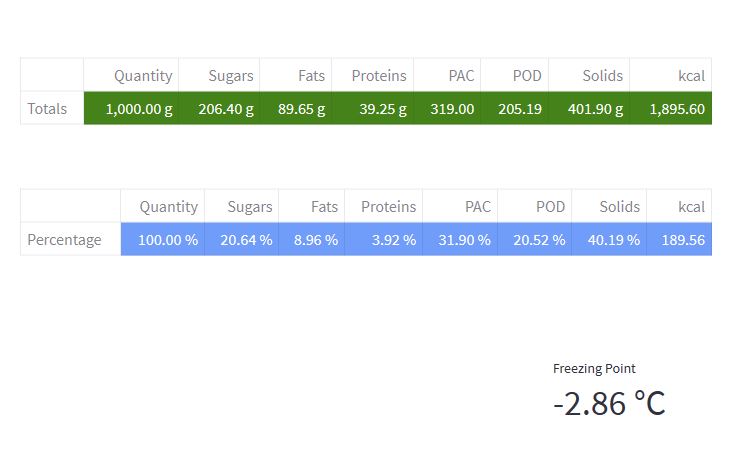 Quantity Sugars Fats Proteins PAC POD Solids kcal
Totals 1,000.00 g 206.40 g 89.65 g 39.25 g 319.00 205.19 401.90 g 1,895.60
Quantity Sugars Fats Proteins PAC POD Solids kcal
Percentage 100.00 % 20.64 % 8.96 % 3.92 % 31.90 % 20.52 % 40.19 % 189.56
Freezing Point
-2.86 °C